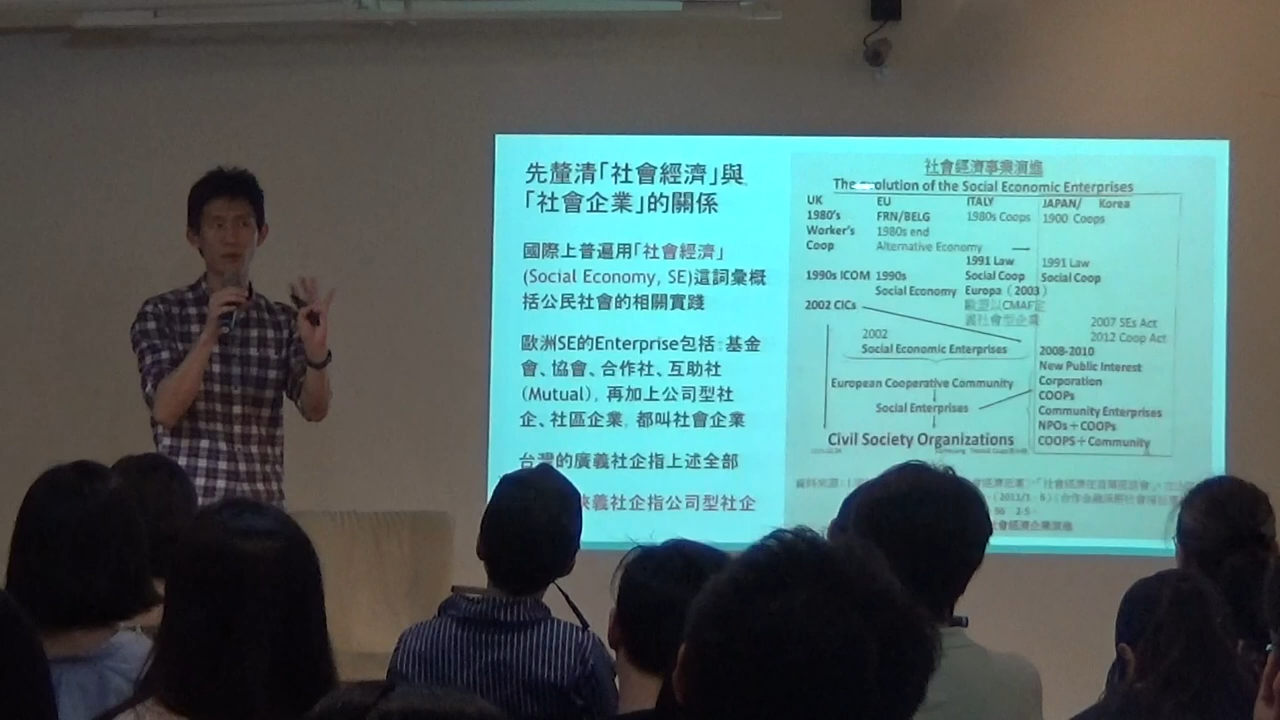 先釐清「社會經濟」與
「社會企業」的關係
國際上普遍用「社會經濟」
(Social Economy, SE)這詞彙概
括公民社會的相關實踐
歐洲SE的Enterprise包括：基金
會、協會、合作社、互助社
(Mutual)，再加上公司型社
企、社區企業，都叫社會企業
台灣的廣義社企指上述全部
狹義社企指公司型社企
社會經濟事業演進
The evolution of the Social Economic Enterprises
UK EU ITALY JAPAN/ Korea
1980's FRN/BELG 1980s Coops 1900 Coops
Worker's 1980s end
Coop Alternative Economy
1991 Law 1991 Law
1990s ICOM 1990s Social Coop Social Coop
Social Economy Europa (2003)
2002 CICs
2007 SEs Act
2002 2012 Coop Act
Social Economic Enterprises 2008-2010
New Public Interest
European Cooperative Community Corporation
COOPs
Social Enterprises Community Enterprises
NPOs+COOPs
Civil Society Organizations COOPS+Community